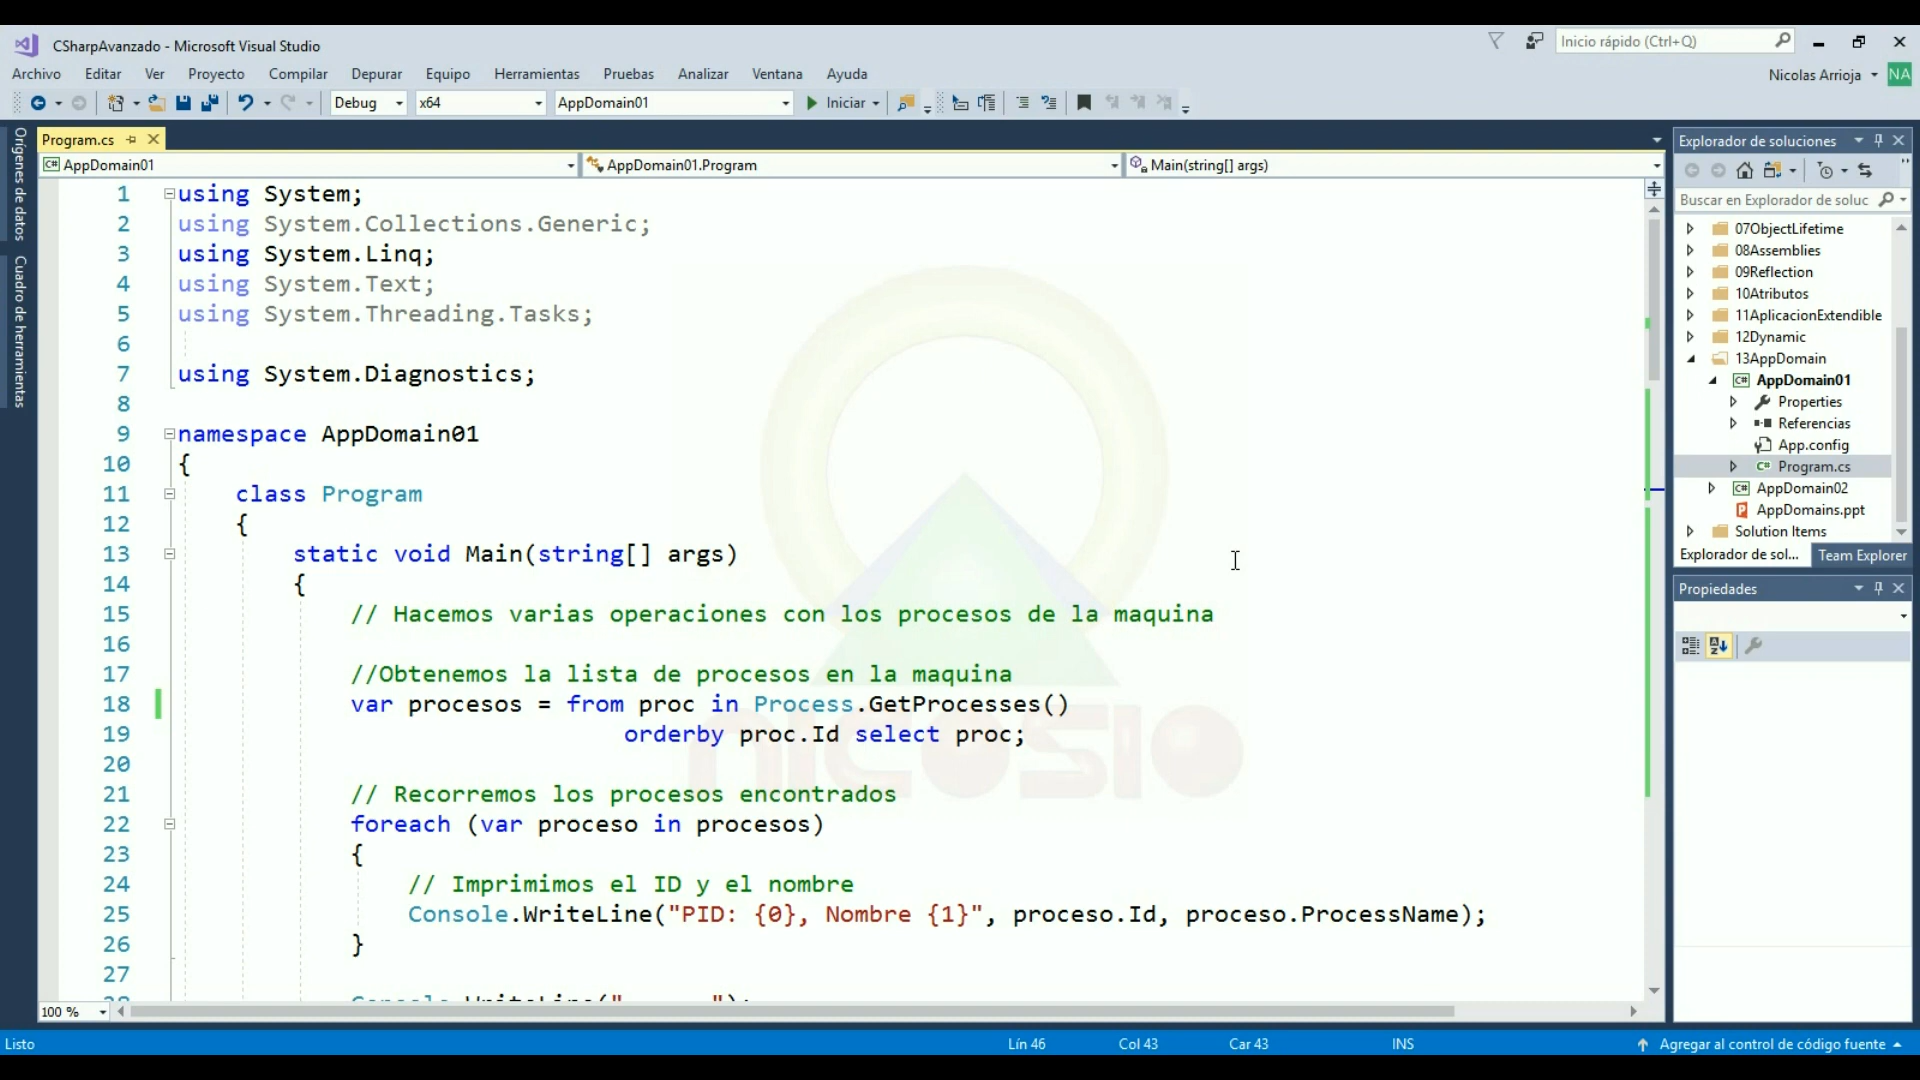 CSharpAvanzado - Microsoft Visual Studio
Inicio rápido (Ctrl+Q)
Archivo Editar Ver Proyecto Compilar Depurar Equipo Herramientas Pruebas Analizar Ventana Ayuda
Nicolas Arrioja NA
Debug x64 AppDomain01 Iniciar
Orígenes de datos
Cuadro de herramientas
Program.cs
AppDomain01 AppDomain01.Program Main(string[] args)
1 using System;
2 using System.Collections.Generic;
3 using System.Linq;
4 using System.Text;
5 using System.Threading.Tasks;
6
7 using System.Diagnostics;
8
9 namespace AppDomain01
10 {
11 class Program
12 {
13 static void Main(string[] args)
14 {
15 // Hacemos varias operaciones con los procesos de la maquina
16
17 //Obtenemos la lista de procesos en la maquina
18 var procesos = from proc in Process.GetProcesses()
19 orderby proc.Id select proc;
20
21 // Recorremos los procesos encontrados
22 foreach (var proceso in procesos)
23 {
24 // Imprimimos el ID y el nombre
25 Console.WriteLine("PID: {0}, Nombre {1}", proceso.Id, proceso.ProcessName);
26 }
27
nicosio
100 %
Explorador de soluciones
Buscar en Explorador de soluc
07ObjectLifetime
08Assemblies
09Reflection
10Atributos
11AplicacionExtendible
12Dynamic
13AppDomain
AppDomain01
Properties
Referencias
App.config
Program.cs
AppDomain02
AppDomains.ppt
Solution Items
Explorador de sol... Team Explorer
Propiedades
Listo Lín 46 Col 43 Car 43 INS Agregar al control de código fuente